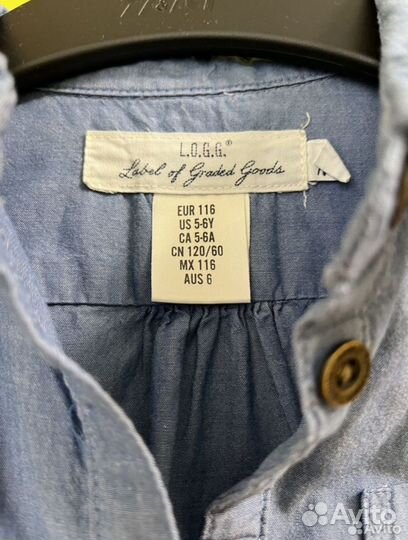 L.O.G.G.®
Label of Graded Goods
EUR 116
US 5-6Y
CA 5-6A
CN 120/60
MX 116
AUS 6
Avito